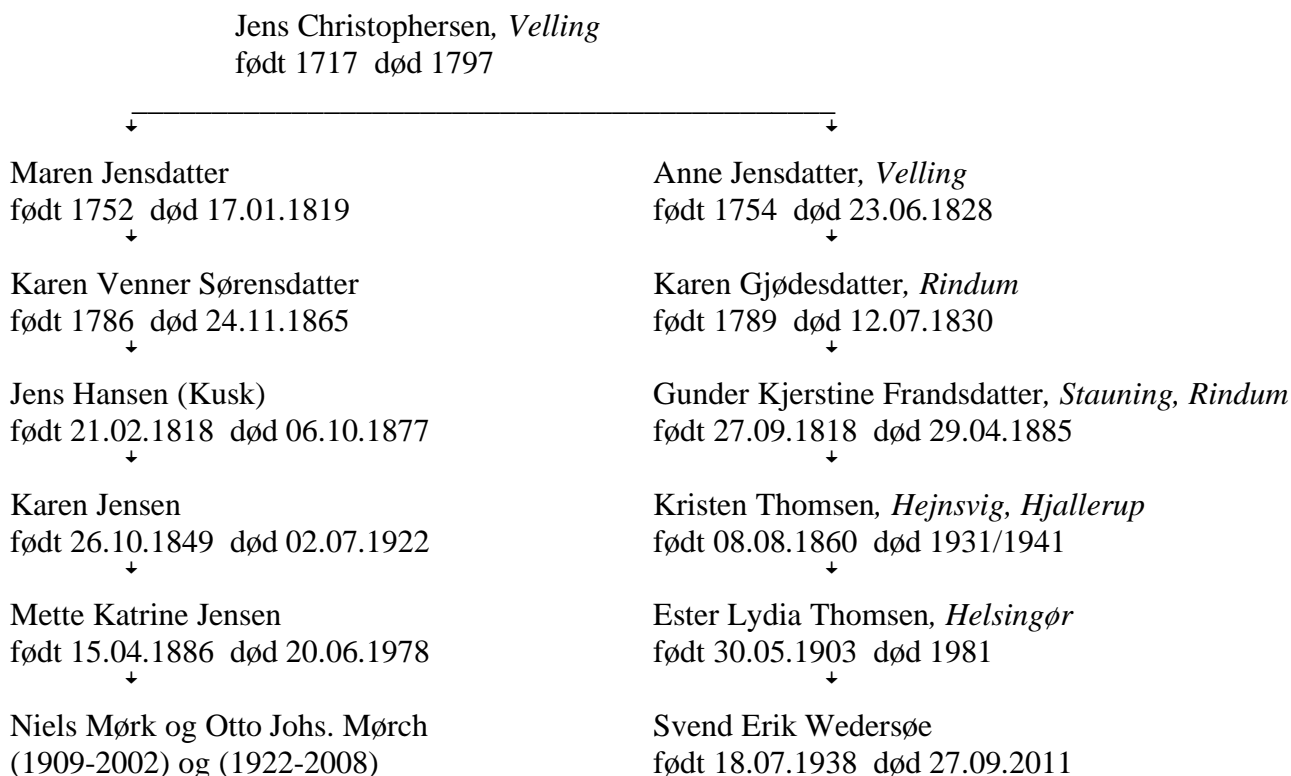 Jens Christophersen, Velling
født 1717 død 1797
Maren Jensdatter
født 1752 død 17.01.1819
Anne Jensdatter, Velling
født 1754 død 23.06.1828
Karen Venner Sørensdatter
født 1786 død 24.11.1865
Karen Gjødesdatter, Rindum
født 1789 død 12.07.1830
Jens Hansen (Kusk)
født 21.02.1818 død 06.10.1877
Gunder Kjerstine Frandsdatter, Stauning, Rindum
født 27.09.1818 død 29.04.1885
Karen Jensen
født 26.10.1849 død 02.07.1922
Kristen Thomsen, Hejnsvig, Hjallerup
født 08.08.1860 død 1931/1941
Mette Katrine Jensen
født 15.04.1886 død 20.06.1978
Ester Lydia Thomsen, Helsingør
født 30.05.1903 død 1981
Niels Mørk og Otto Johs. Mørch
(1909-2002) og (1922-2008)
Svend Erik Wedersøe
født 18.07.1938 død 27.09.2011